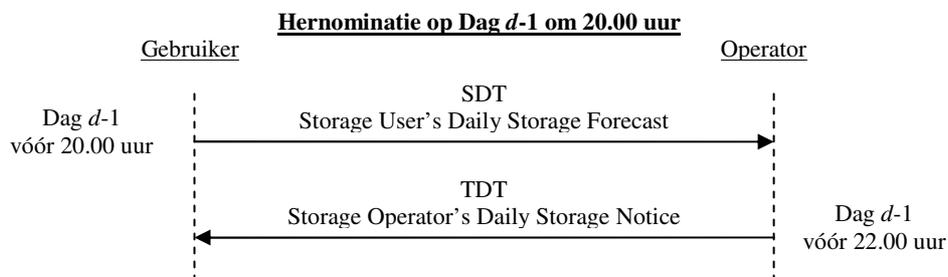 Hernominatie op Dag d-1 om 20.00 uur
Gebruiker
Operator
SDT
Storage User's Daily Storage Forecast
Dag d-1
vóór 20.00 uur
TDT
Storage Operator's Daily Storage Notice
Dag d-1
vóór 22.00 uur